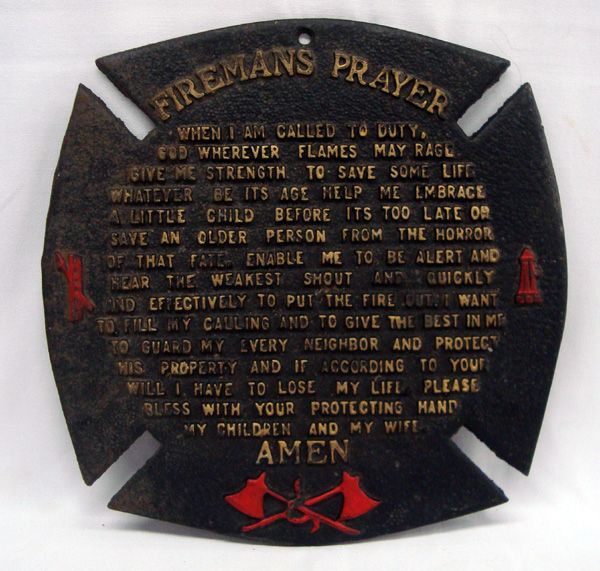 FIREMANS PRAYER
WHEN I AM CALLED TO DUTY,
GOD WHEREVER FLAMES MAY RAGE
GIVE ME STRENGTH TO SAVE SOME LIFE
WHATEVER BE ITS AGE HELP ME EMBRACE
A LITTLE CHILD BEFORE ITS TOO LATE OR
SAVE AN OLDER PERSON FROM THE HORROR
OF THAT FATE. ENABLE ME TO BE ALERT AND
HEAR THE WEAKEST SHOUT AND QUICKLY
AND EFFECTIVELY TO PUT THE FIRE OUT. I WANT
TO FILL MY CALLING AND TO GIVE THE BEST IN ME
TO GUARD MY EVERY NEIGHBOR AND PROTECT
HIS PROPERTY AND IF ACCORDING TO YOUR
WILL I HAVE TO LOSE MY LIFE PLEASE
BLESS WITH YOUR PROTECTING HAND
MY CHILDREN AND MY WIFE
AMEN